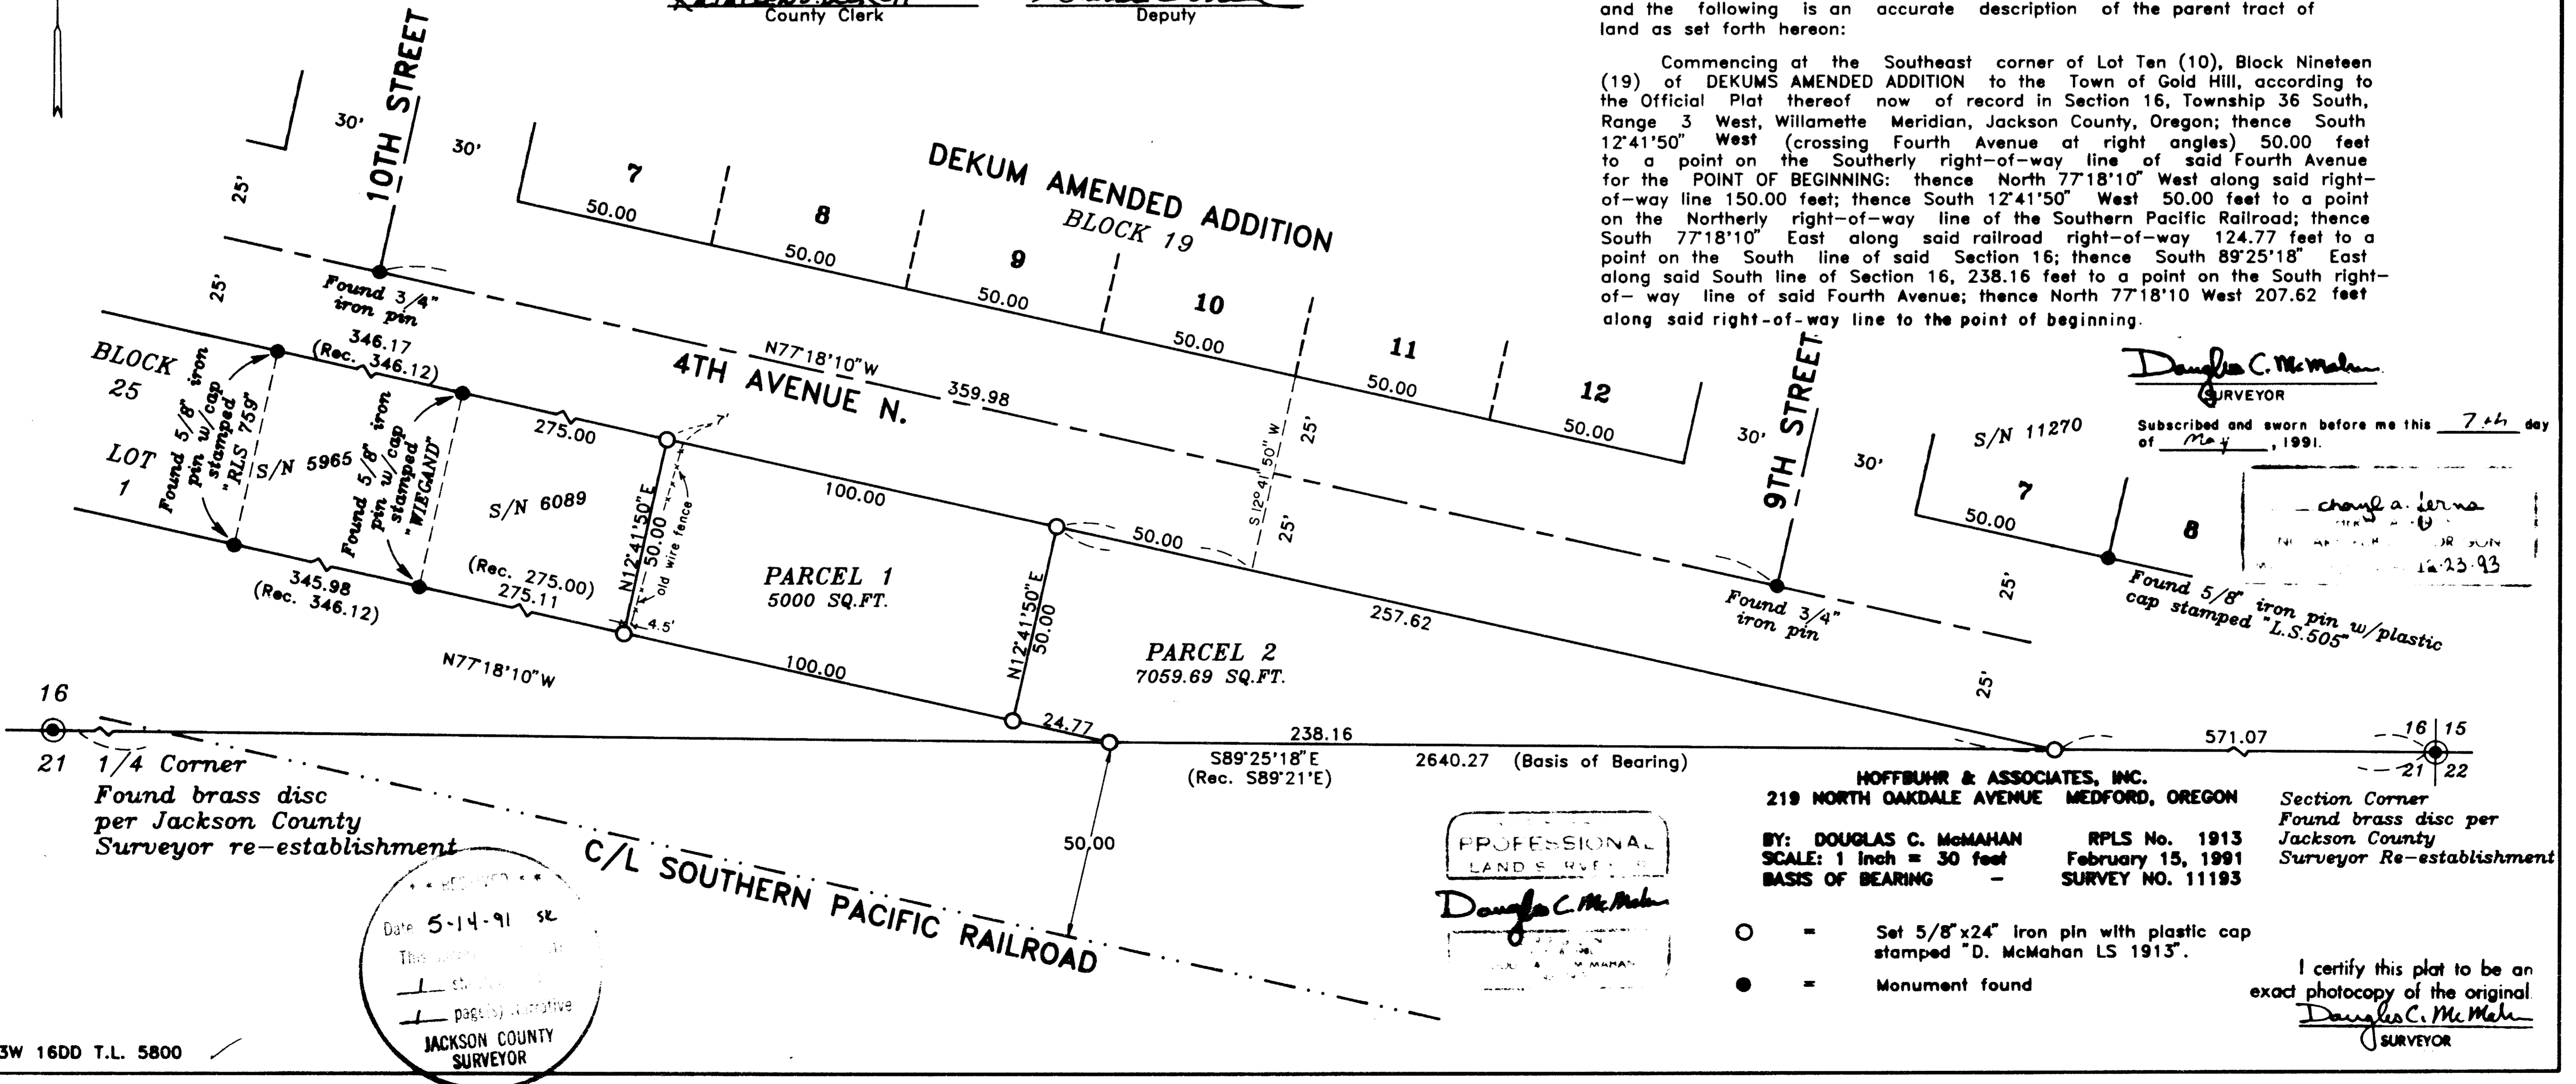 County Clerk
Deputy
and the following is an accurate description of the parent tract of
land as set forth hereon:
Commencing at the Southeast corner of Lot Ten (10), Block Nineteen
(19) of DEKUMS AMENDED ADDITION to the Town of Gold Hill, according to
the Official Plat thereof now of record in Section 16, Township 36 South,
Range 3 West, Willamette Meridian, Jackson County, Oregon; thence South
12°41'50" West (crossing Fourth Avenue at right angles) 50.00 feet
to a point on the Southerly right-of-way line of said Fourth Avenue
for the POINT OF BEGINNING: thence North 77°18'10" West along said right-
of-way line 150.00 feet; thence South 12°41'50" West 50.00 feet to a point
on the Northerly right-of-way line of the Southern Pacific Railroad; thence
South 77°18'10" East along said railroad right-of-way 124.77 feet to a
point on the South line of said Section 16; thence South 89°25'18" East
along said South line of Section 16, 238.16 feet to a point on the South right-
of- way line of said Fourth Avenue; thence North 77°18'10 West 207.62 feet
along said right-of-way line to the point of beginning.
Douglas C. McMahan
SURVEYOR
Subscribed and sworn before me this 7th day
of May, 1991.
12-23-93
10TH STREET
30'
30'
25'
25'
7
50.00
8
50.00
9
50.00
10
50.00
11
50.00
12
50.00
DEKUM AMENDED ADDITION
BLOCK 19
Found 3/4"
iron pin
346.17
(Rec. 346.12)
BLOCK
25
LOT
1
Found 5/8" iron
pin w/cap
stamped
"RLS 759"
S/N 5965
Found 5/8" iron
pin w/cap
stamped
"WIEGAND"
N77°18'10"W
359.98
4TH AVENUE N.
275.00
7'
S/N 6089
N12°41'50"E
50.00
old wire fence
4.5'
100.00
PARCEL 1
5000 SQ.FT.
100.00
(Rec. 275.00)
275.11
345.98
(Rec. 346.12)
N77°18'10"W
50.00
S 12° 41' 50" W
25'
25'
N12°41'50"E
50.00
PARCEL 2
7059.69 SQ.FT.
257.62
24.77
9TH STREET
30'
30'
Found 3/4"
iron pin
25'
25'
S/N 11270
7
50.00
8
Found 5/8" iron pin w/plastic
cap stamped "L.S.505"
16
21
1/4 Corner
Found brass disc
per Jackson County
Surveyor re-establishment
238.16
S89°25'18"E
(Rec. S89°21'E)
2640.27 (Basis of Bearing)
571.07
16 15
21 22
Section Corner
Found brass disc per
Jackson County
Surveyor Re-establishment
50.00
C/L SOUTHERN PACIFIC RAILROAD
HOFFBUHR & ASSOCIATES, INC.
219 NORTH OAKDALE AVENUE MEDFORD, OREGON
BY: DOUGLAS C. McMAHAN RPLS No. 1913
SCALE: 1 inch = 30 feet February 15, 1991
BASIS OF BEARING - SURVEY NO. 11193
= Set 5/8"x24" iron pin with plastic cap
stamped "D. McMahan LS 1913".
= Monument found
PROFESSIONAL
LAND SURVEYOR
Douglas C. McMahan
RECEIVED
Date 5-14-91
1
1 page(s) narrative
JACKSON COUNTY
SURVEYOR
I certify this plat to be an
exact photocopy of the original.
Douglas C. McMahan
SURVEYOR
3W 16DD T.L. 5800